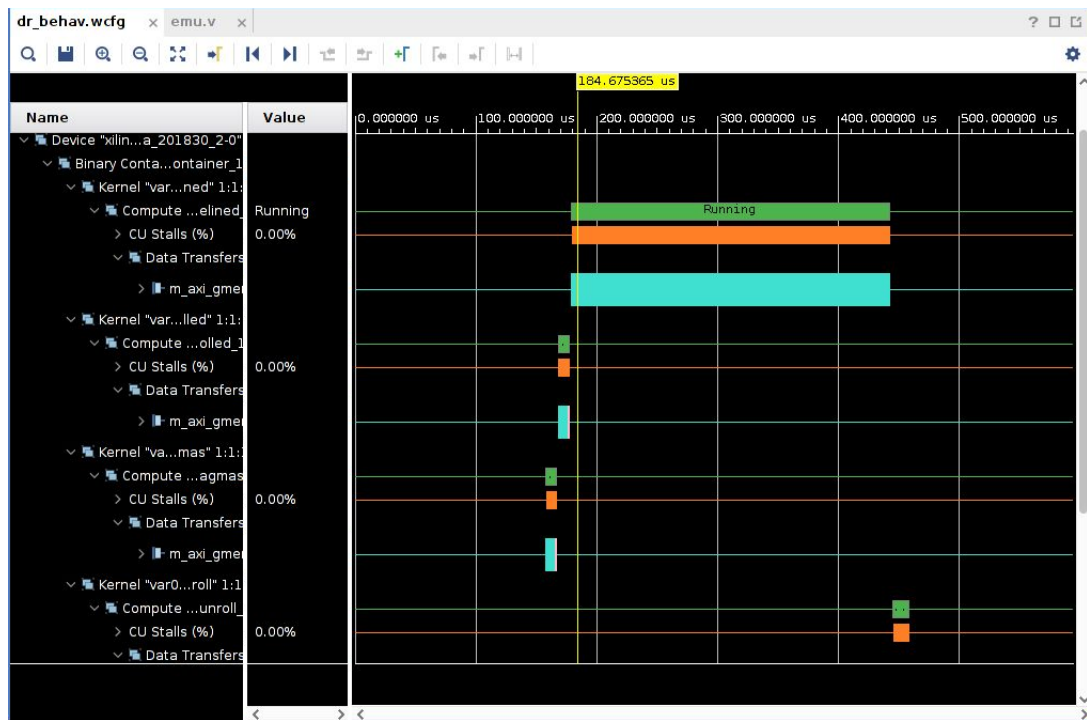 dr_behav.wcfg × emu.v ×
184.675365 us
Name Value
0.000000 us 100.000000 us 200.000000 us 300.000000 us 400.000000 us 500.000000 us
Device "xilin...a_201830_2-0"
Binary Conta...ontainer_1
Kernel "var...ned" 1:1:
Compute ...elined_ Running Running
CU Stalls (%) 0.00%
Data Transfers
m_axi_gmer
Kernel "var...lled" 1:1:
Compute ...olled_1
CU Stalls (%) 0.00%
Data Transfers
m_axi_gmer
Kernel "va...mas" 1:1:
Compute ...agmas
CU Stalls (%) 0.00%
Data Transfers
m_axi_gmer
Kernel "var0...roll" 1:1
Compute ...unroll_
CU Stalls (%) 0.00%
Data Transfers